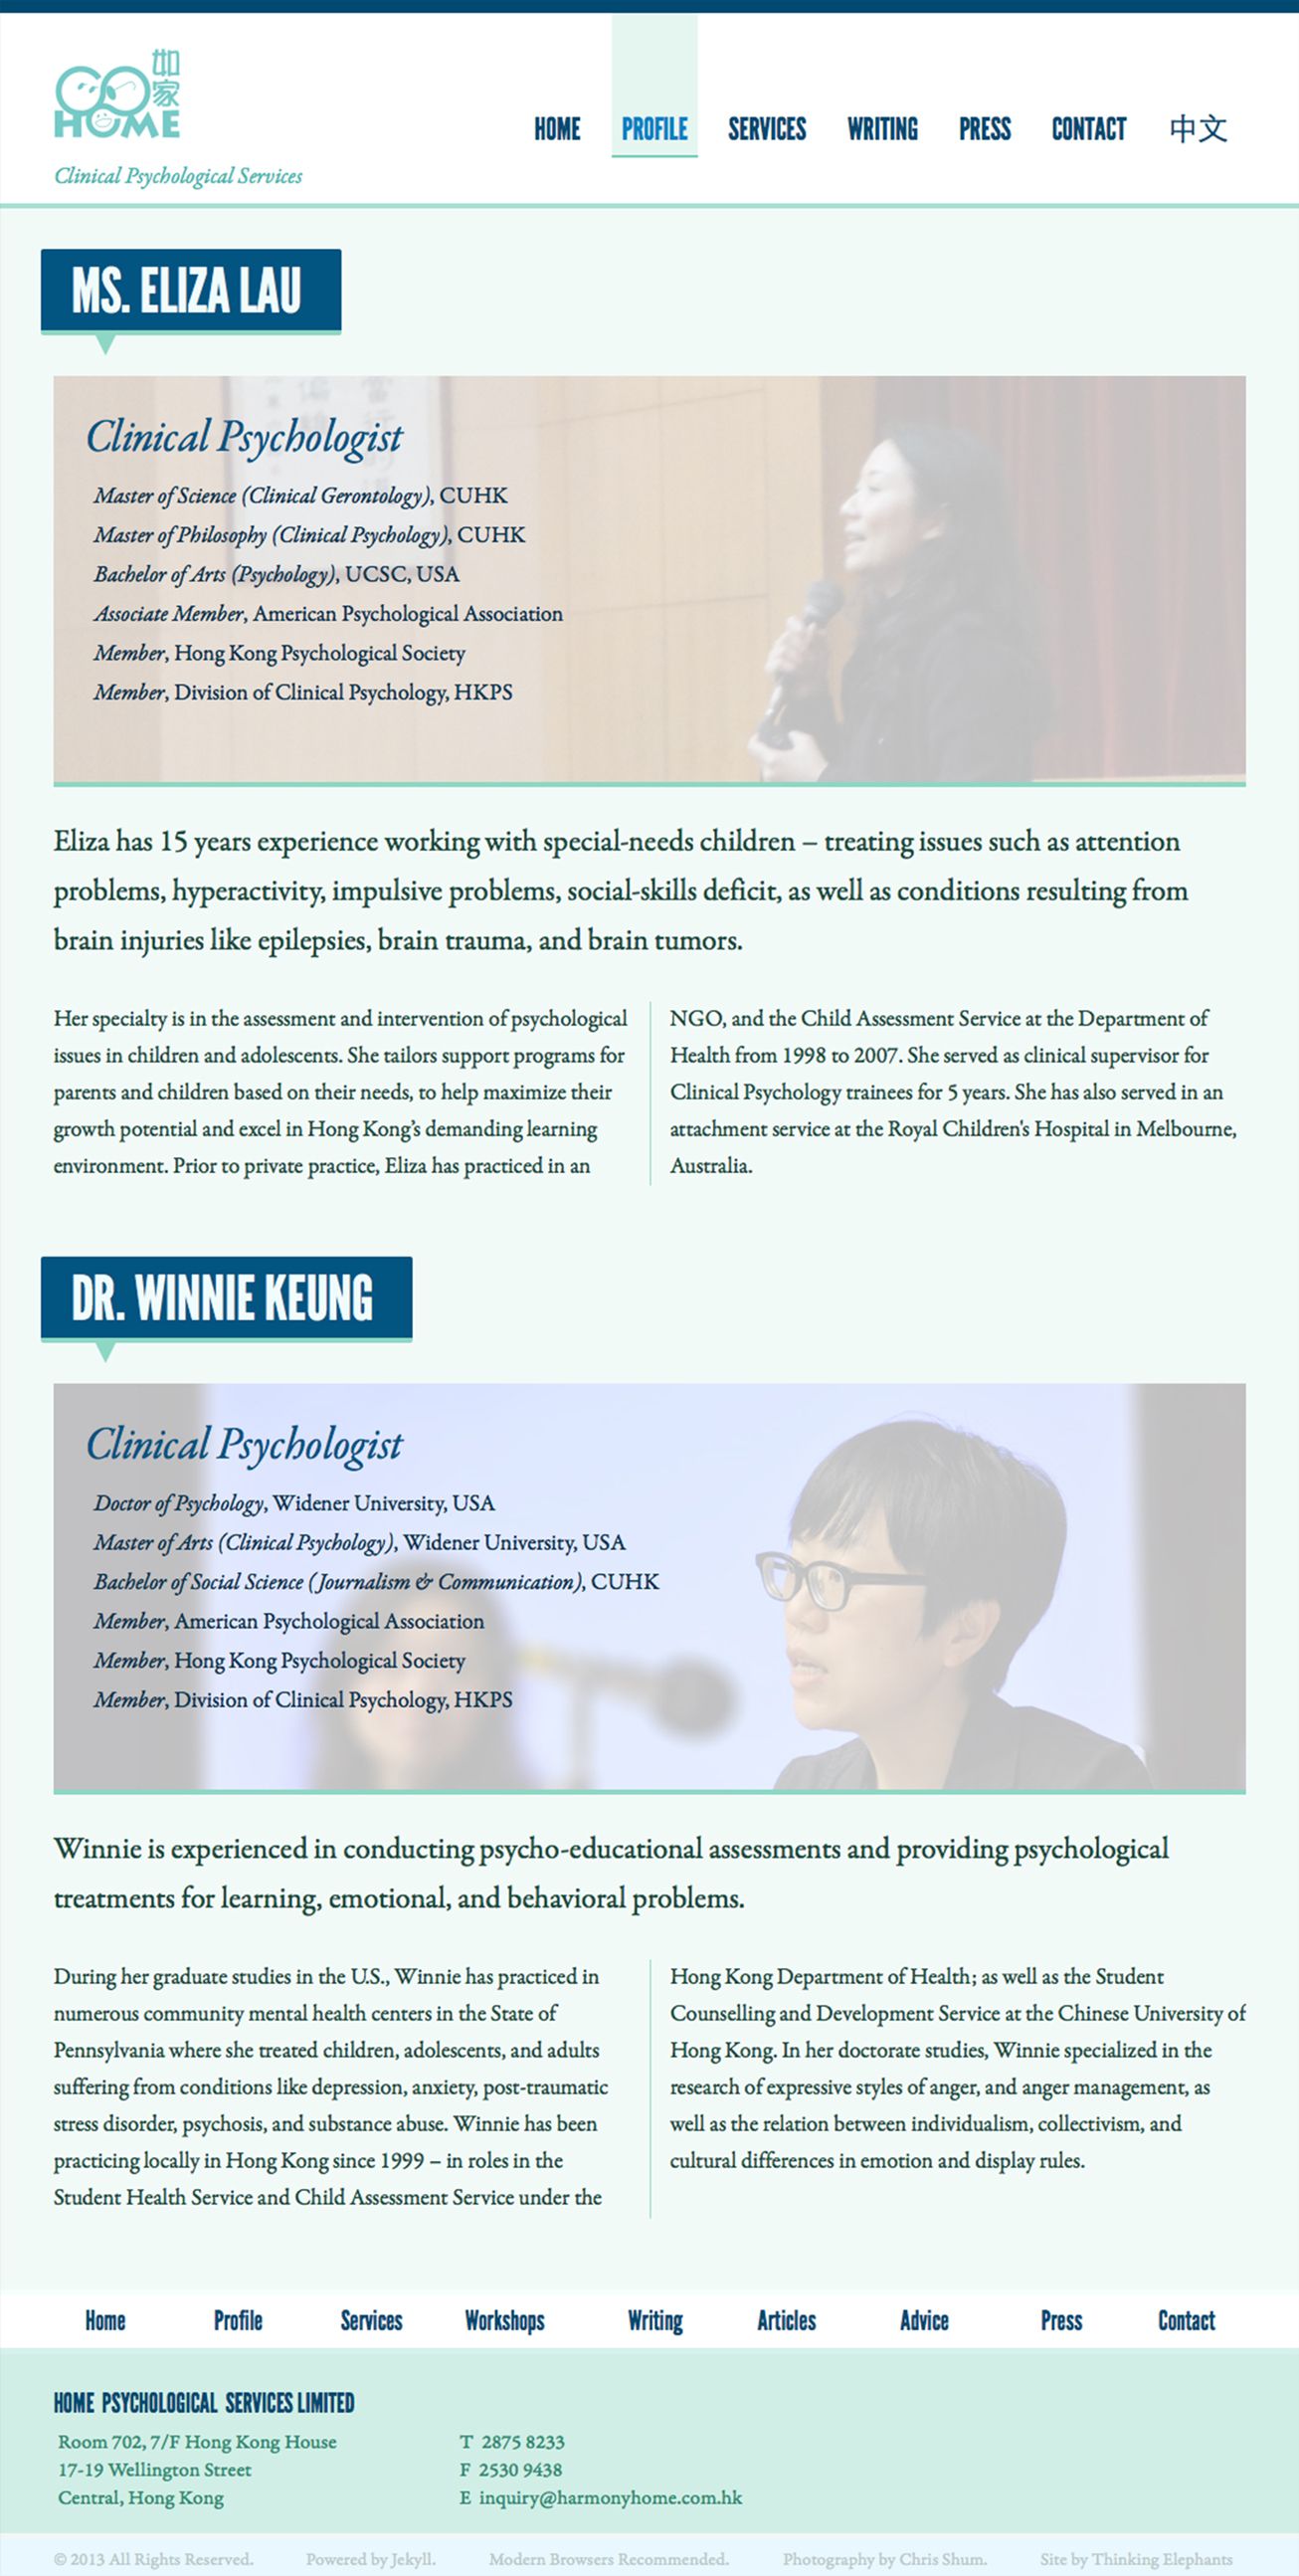 如家
HOME
Clinical Psychological Services
HOME PROFILE SERVICES WRITING PRESS CONTACT 中文
MS. ELIZA LAU
Clinical Psychologist
Master of Science (Clinical Gerontology), CUHK
Master of Philosophy (Clinical Psychology), CUHK
Bachelor of Arts (Psychology), UCSC, USA
Associate Member, American Psychological Association
Member, Hong Kong Psychological Society
Member, Division of Clinical Psychology, HKPS
Eliza has 15 years experience working with special-needs children – treating issues such as attention
problems, hyperactivity, impulsive problems, social-skills deficit, as well as conditions resulting from
brain injuries like epilepsies, brain trauma, and brain tumors.
Her specialty is in the assessment and intervention of psychological
issues in children and adolescents. She tailors support programs for
parents and children based on their needs, to help maximize their
growth potential and excel in Hong Kong’s demanding learning
environment. Prior to private practice, Eliza has practiced in an
NGO, and the Child Assessment Service at the Department of
Health from 1998 to 2007. She served as clinical supervisor for
Clinical Psychology trainees for 5 years. She has also served in an
attachment service at the Royal Children's Hospital in Melbourne,
Australia.
DR. WINNIE KEUNG
Clinical Psychologist
Doctor of Psychology, Widener University, USA
Master of Arts (Clinical Psychology), Widener University, USA
Bachelor of Social Science (Journalism & Communication), CUHK
Member, American Psychological Association
Member, Hong Kong Psychological Society
Member, Division of Clinical Psychology, HKPS
Winnie is experienced in conducting psycho-educational assessments and providing psychological
treatments for learning, emotional, and behavioral problems.
During her graduate studies in the U.S., Winnie has practiced in
numerous community mental health centers in the State of
Pennsylvania where she treated children, adolescents, and adults
suffering from conditions like depression, anxiety, post-traumatic
stress disorder, psychosis, and substance abuse. Winnie has been
practicing locally in Hong Kong since 1999 – in roles in the
Student Health Service and Child Assessment Service under the
Hong Kong Department of Health; as well as the Student
Counselling and Development Service at the Chinese University of
Hong Kong. In her doctorate studies, Winnie specialized in the
research of expressive styles of anger, and anger management, as
well as the relation between individualism, collectivism, and
cultural differences in emotion and display rules.
Home Profile Services Workshops Writing Articles Advice Press Contact
HOME PSYCHOLOGICAL SERVICES LIMITED
Room 702, 7/F Hong Kong House
17-19 Wellington Street
Central, Hong Kong
T 2875 8233
F 2530 9438
E inquiry@harmonyhome.com.hk
© 2013 All Rights Reserved. Powered by Jekyll. Modern Browsers Recommended. Photography by Chris Shum. Site by Thinking Elephants